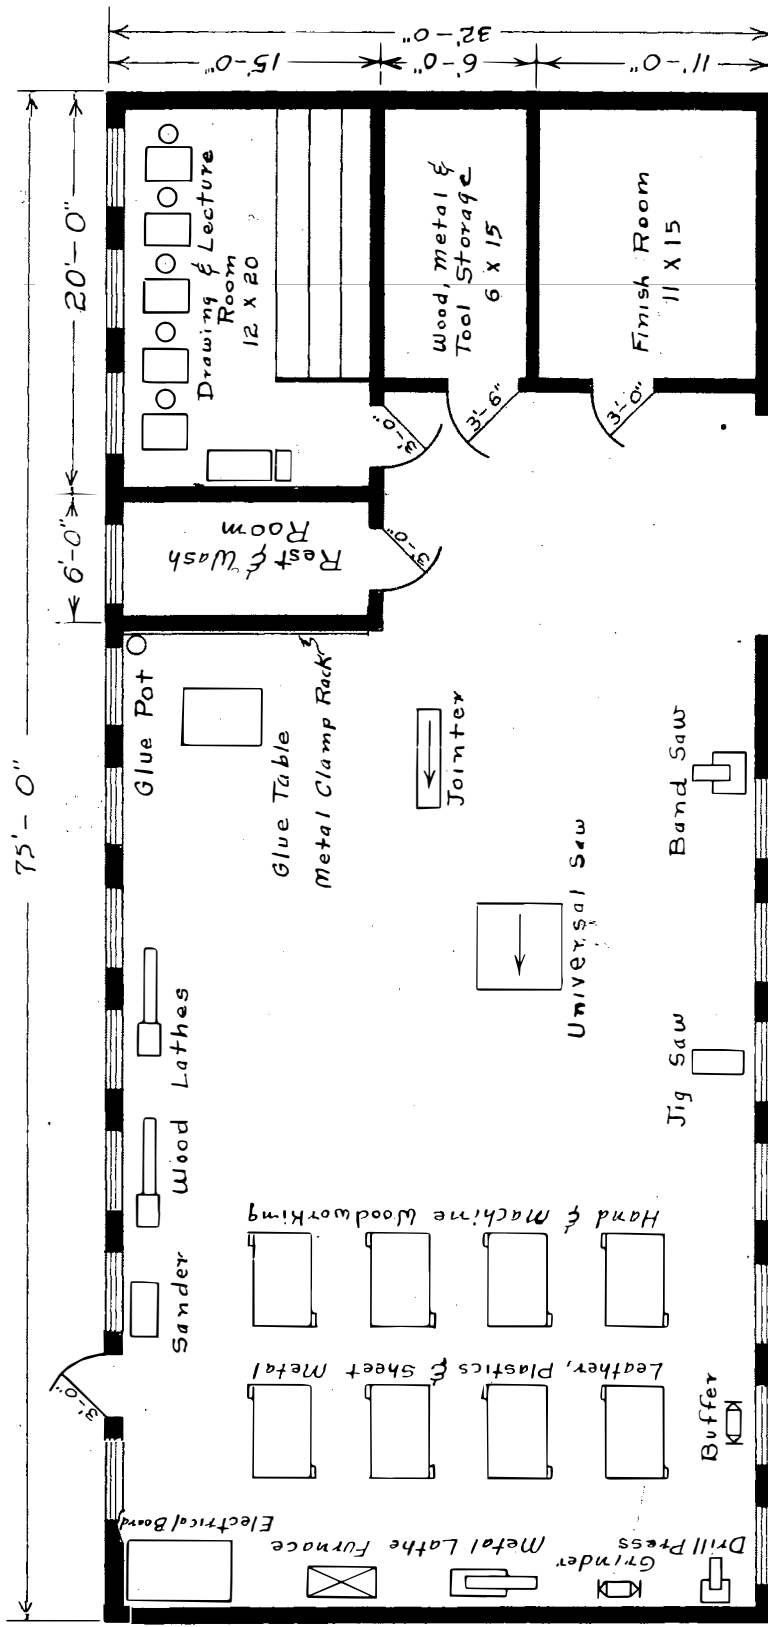 32'-0"
15'-0"
6'-0"
11'-0"
75'-0"
20'-0"
6'-0"
Drawing & Lecture
Room
12 X 20
Wood, metal &
Tool Storage
6 X 15
Finish Room
11 X 15
3'-0"
3'-6"
3'-0"
Rest & Wash
Room
3'-0"
Glue Pot
Glue Table
Metal Clamp Rack
Jointer
Band Saw
Universal Saw
Wood Lathes
Jig Saw
Sander
Hand & Machine Woodworking
Leather, Plastics & Sheet Metal
3'-0"
Buffer
Electrical Board
Furnace
Metal Lathe
Grinder
Drill Press